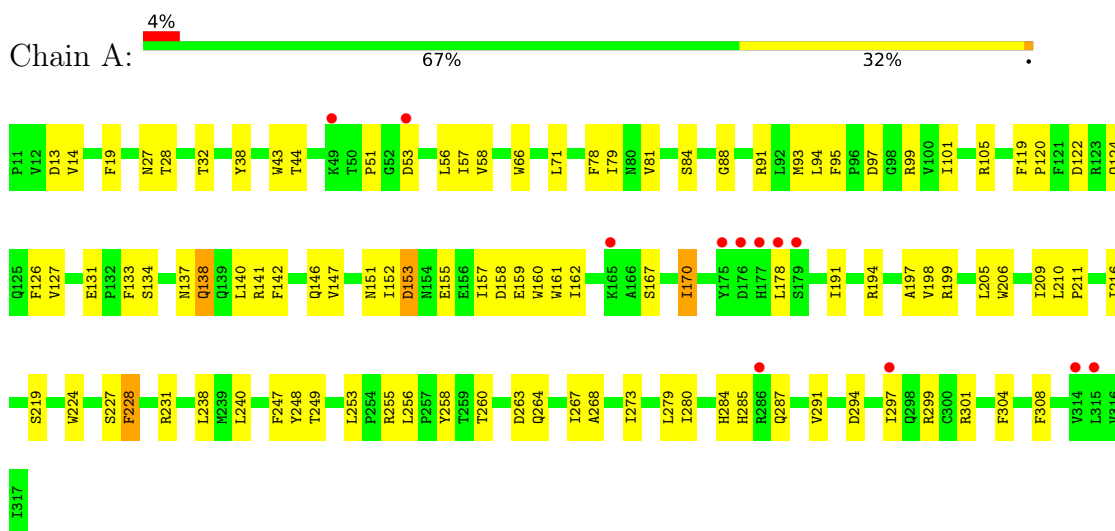 4%
Chain A:
67% 32% •
P11 V12 D13 V14 F19 N27 T28 T32 Y38 W43 T44 K49 T50 P51 G52 D53 L56 I57 V58 W66 L71 F78 I79 N80 V81 S84 G88 R91 L92 M93 L94 F95 P96 D97 G98 R99 V100 I101 R105 F119 P120 F121 D122 R123 Q124
Q125 F126 V127 E131 P132 F133 S134 N137 Q138 Q139 L140 R141 F142 Q146 V147 N151 I152 D153 N154 E155 E156 I157 D158 E159 W160 W161 I162 K165 A166 S167 I170 Y175 D176 H177 L178 S179 I191 R194 A197 V198 R199 L205 W206 I209 L210 P211
S219 W224 S227 F228 R231 L238 M239 L240 F247 Y248 T249 L253 P254 R255 L256 P257 Y258 T259 T260 D263 Q264 I267 A268 I273 L279 I280 H284 H285 R286 Q287 V291 D294 I297 Q298 R299 C300 R301 F304 F308 V314 L315 V316
I317